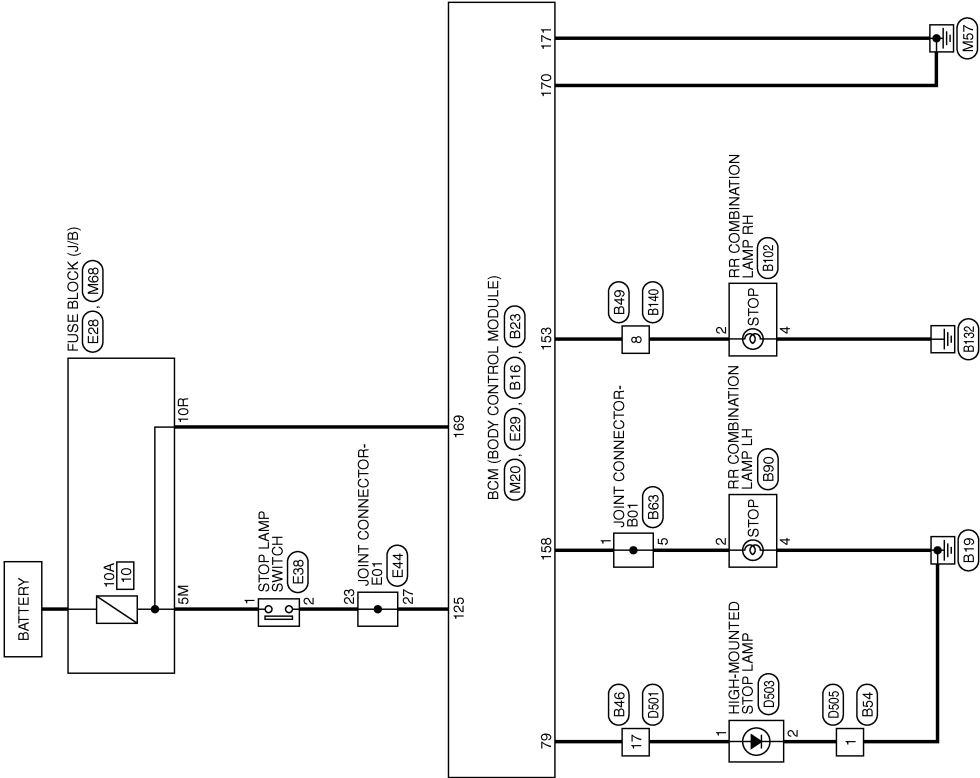 BATTERY
FUSE BLOCK (J/B)
E28 , M68
10A
10
5M
10R
1
STOP LAMP
SWITCH
E38
2
23
JOINT CONNECTOR-
E01
E44
27
125
169
BCM (BODY CONTROL MODULE)
M20 , E29 , B16 , B23
79
158
153
170
171
17
B46
D501
1
HIGH-MOUNTED
STOP LAMP
D503
2
1
D505
B54
1
JOINT CONNECTOR-
B01
B63
5
2
RR COMBINATION
LAMP LH
B90
STOP
4
B19
8
B49
B140
2
RR COMBINATION
LAMP RH
B102
STOP
4
B132
M57